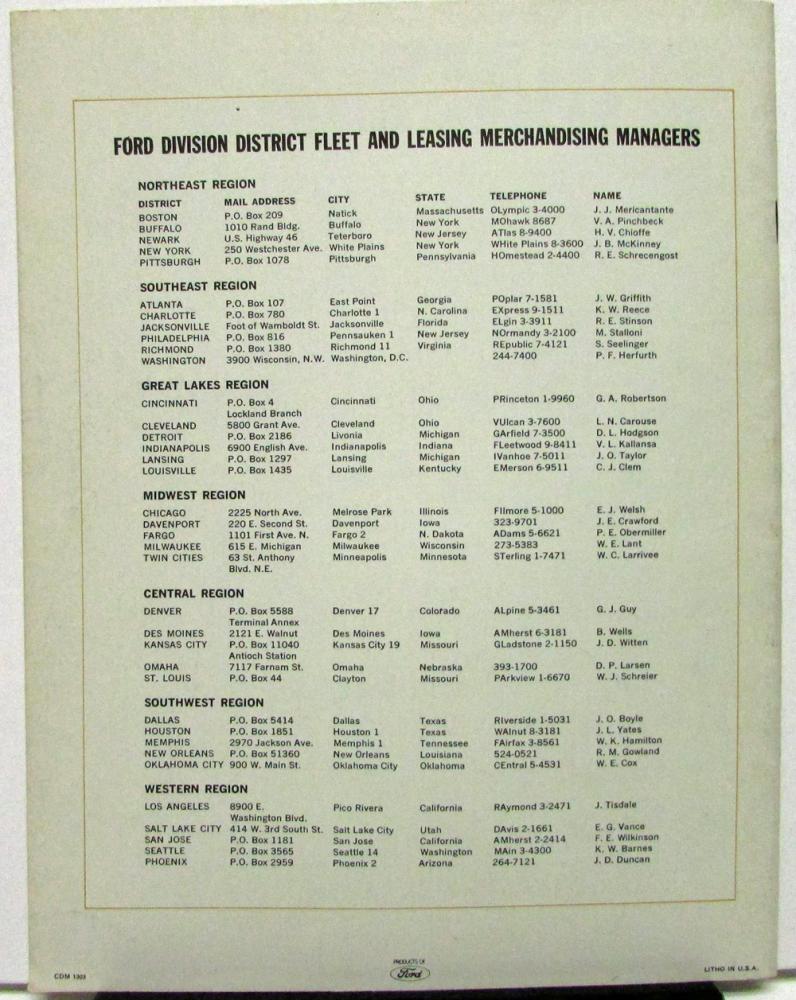 FORD DIVISION DISTRICT FLEET AND LEASING MERCHANDISING MANAGERS
NORTHEAST REGION
DISTRICT MAIL ADDRESS CITY STATE TELEPHONE NAME
BOSTON P.O. Box 209 Natick Massachusetts OLympic 3-4000 J. J. Mericantante
BUFFALO 1010 Rand Bldg. Buffalo New York MOhawk 8687 V. A. Pinchbeck
NEWARK U.S. Highway 46 Teterboro New Jersey ATlas 8-9400 H. V. Chioffe
NEW YORK 250 Westchester Ave. White Plains New York WHite Plains 8-3600 J. B. McKinney
PITTSBURGH P.O. Box 1078 Pittsburgh Pennsylvania HOmestead 2-4400 R. E. Schrecengost
SOUTHEAST REGION
ATLANTA P.O. Box 107 East Point Georgia POplar 7-1581 J. W. Griffith
CHARLOTTE P.O. Box 780 Charlotte 1 N. Carolina EXpress 9-1511 K. W. Reece
JACKSONVILLE Foot of Wamboldt St. Jacksonville Florida ELgin 3-3911 R. E. Stinson
PHILADELPHIA P.O. Box 816 Pennsauken 1 New Jersey NOrmandy 3-2100 M. Stalloni
RICHMOND P.O. Box 1380 Richmond 11 Virginia REpublic 7-4121 S. Seelinger
WASHINGTON 3900 Wisconsin, N.W. Washington, D.C. 244-7400 P. F. Herfurth
GREAT LAKES REGION
CINCINNATI P.O. Box 4 Cincinnati Ohio PRinceton 1-9960 G. A. Robertson
Lockland Branch
CLEVELAND 5800 Grant Ave. Cleveland Ohio VUlcan 3-7600 L. N. Carouse
DETROIT P.O. Box 2186 Livonia Michigan GArfield 7-3500 D. L. Hodgson
INDIANAPOLIS 6900 English Ave. Indianapolis Indiana FLeetwood 9-8411 V. L. Kallansa
LANSING P.O. Box 1297 Lansing Michigan IVanhoe 7-5011 J. O. Taylor
LOUISVILLE P.O. Box 1435 Louisville Kentucky EMerson 6-9511 C. J. Clem
MIDWEST REGION
CHICAGO 2225 North Ave. Melrose Park Illinois FIlmore 5-1000 E. J. Welsh
DAVENPORT 220 E. Second St. Davenport Iowa 323-9701 J. E. Crawford
FARGO 1101 First Ave. N. Fargo 2 N. Dakota ADams 5-6621 P. E. Obermiller
MILWAUKEE 615 E. Michigan Milwaukee Wisconsin 273-5383 W. E. Lant
TWIN CITIES 63 St. Anthony Minneapolis Minnesota STerling 1-7471 W. C. Larrivee
Blvd. N.E.
CENTRAL REGION
DENVER P.O. Box 5588 Denver 17 Colorado ALpine 5-3461 G. J. Guy
Terminal Annex
DES MOINES 2121 E. Walnut Des Moines Iowa AMherst 6-3181 B. Wells
KANSAS CITY P.O. Box 11040 Kansas City 19 Missouri GLadstone 2-1150 J. D. Witten
Antioch Station
OMAHA 7117 Farnam St. Omaha Nebraska 393-1700 D. P. Larsen
ST. LOUIS P.O. Box 44 Clayton Missouri PArkview 1-6670 W. J. Schreier
SOUTHWEST REGION
DALLAS P.O. Box 5414 Dallas Texas RIverside 1-5031 J. O. Boyle
HOUSTON P.O. Box 1851 Houston 1 Texas WAlnut 8-3181 J. L. Yates
MEMPHIS 2970 Jackson Ave. Memphis 1 Tennessee FAirfax 3-8561 W. K. Hamilton
NEW ORLEANS P.O. Box 51360 New Orleans Louisiana 524-0521 R. M. Gowland
OKLAHOMA CITY 900 W. Main St. Oklahoma City Oklahoma CEntral 5-4531 W. E. Cox
WESTERN REGION
LOS ANGELES 8900 E. Pico Rivera California RAymond 3-2471 J. Tisdale
Washington Blvd.
SALT LAKE CITY 414 W. 3rd South St. Salt Lake City Utah DAvis 2-1661 E. G. Vance
SAN JOSE P.O. Box 1181 San Jose California AMherst 2-2414 F. E. Wilkinson
SEATTLE P.O. Box 3565 Seattle 14 Washington MAin 3-4300 K. W. Barnes
PHOENIX P.O. Box 2959 Phoenix 2 Arizona 264-7121 J. D. Duncan
PRODUCTS OF
Ford
CDM 1303
LITHO IN U.S.A.